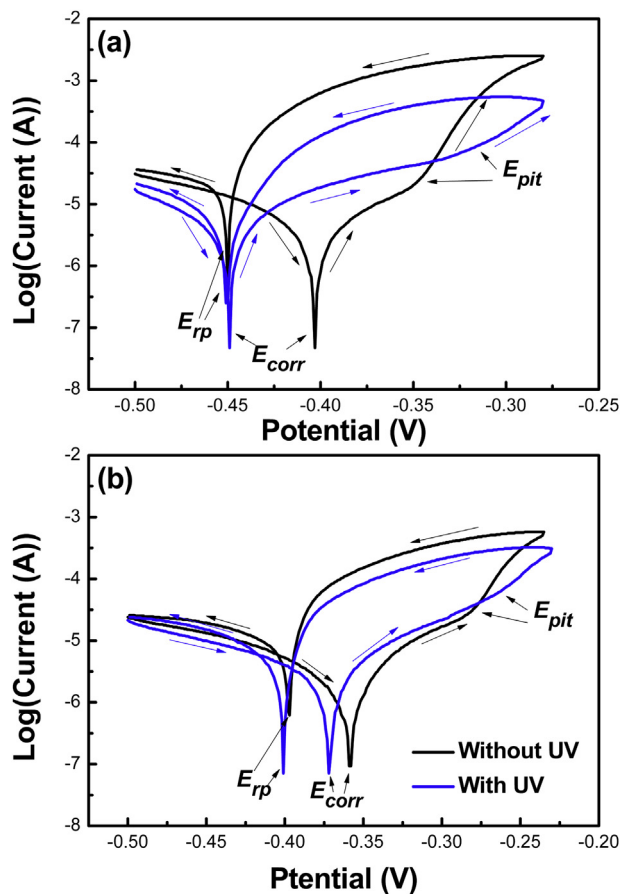 (a)
Log(Current (A))
-2
-3
-4
-5
-6
-7
-8
E_pit
E_rp
E_corr
-0.50 -0.45 -0.40 -0.35 -0.30 -0.25
Potential (V)
(b)
Log(Current (A))
-2
-3
-4
-5
-6
-7
-8
E_pit
E_rp
E_corr
Without UV
With UV
-0.50 -0.45 -0.40 -0.35 -0.30 -0.25 -0.20
Ptential (V)